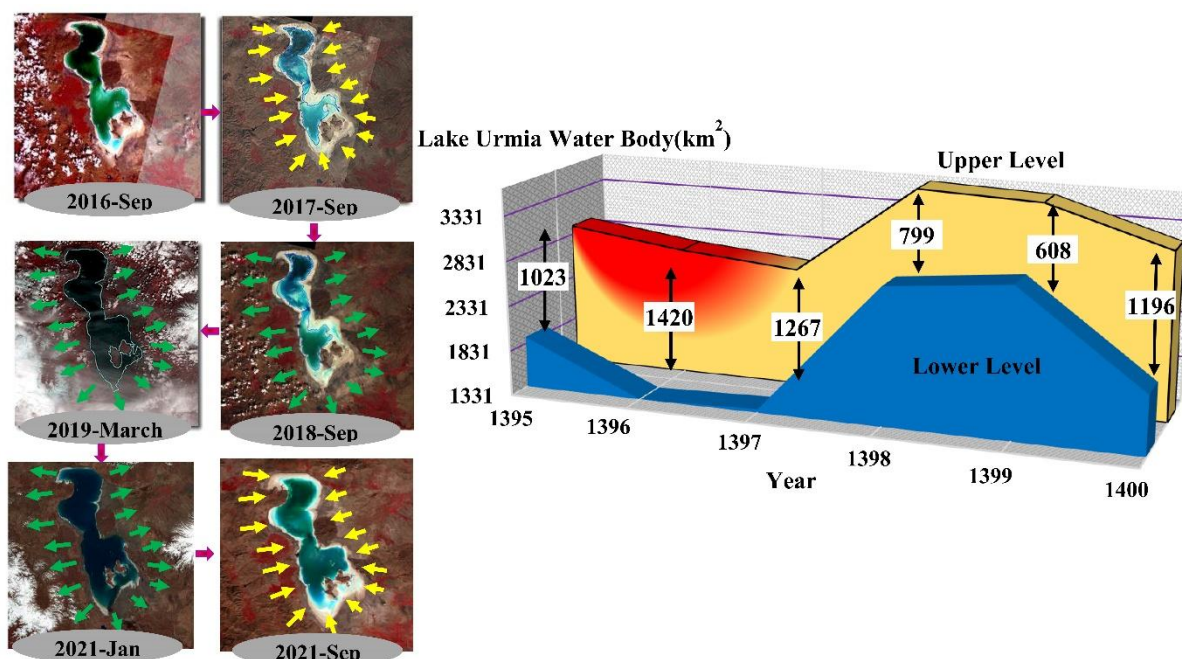 2016-Sep
2017-Sep
2019-March
2018-Sep
2021-Jan
2021-Sep
Lake Urmia Water Body(km²)
Upper Level
3331
2831
2331
1831
1331
1023
1420
1267
799
608
1196
Lower Level
1395
1396
1397
1398
1399
1400
Year